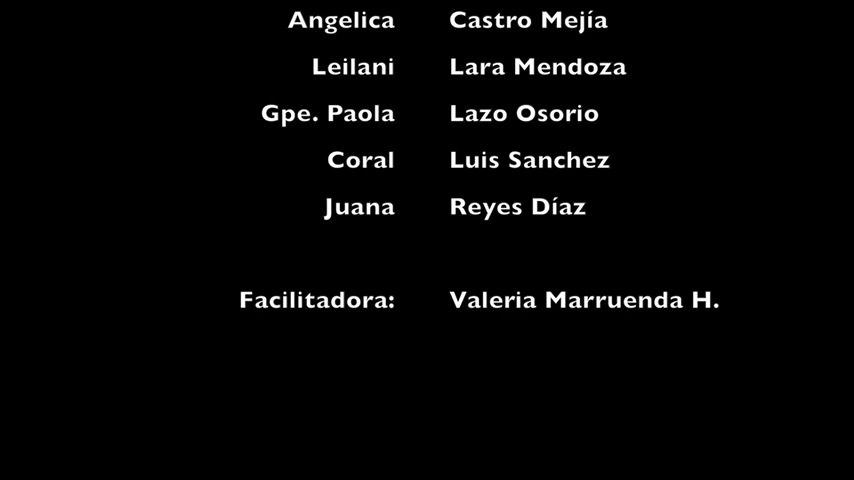 Angelica Castro Mejía
Leilani Lara Mendoza
Gpe. Paola Lazo Osorio
Coral Luis Sanchez
Juana Reyes Díaz
Facilitadora: Valeria Marruenda H.